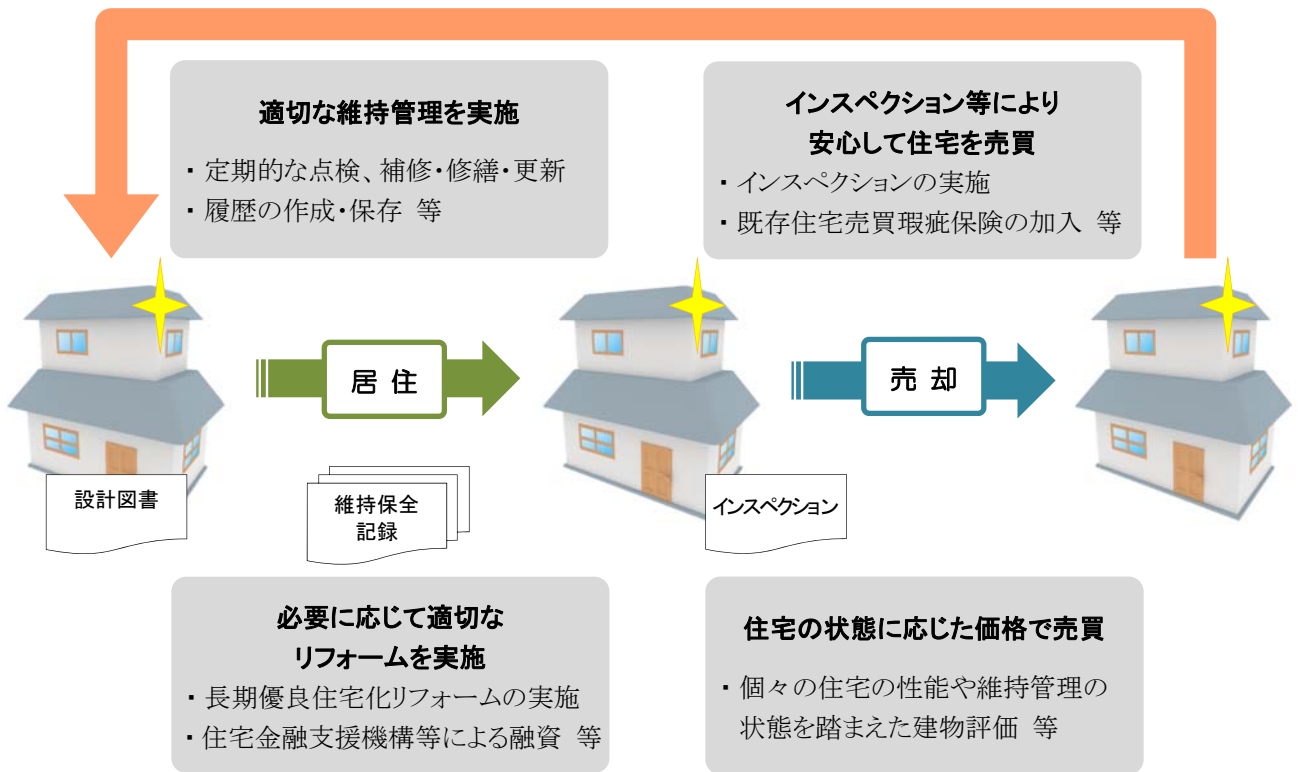 適切な維持管理を実施
・定期的な点検、補修・修繕・更新
・履歴の作成・保存 等
インスペクション等により
安心して住宅を売買
・インスペクションの実施
・既存住宅売買瑕疵保険の加入 等
居 住
売 却
設計図書
維持保全
記録
インスペクション
必要に応じて適切な
リフォームを実施
・長期優良住宅化リフォームの実施
・住宅金融支援機構等による融資 等
住宅の状態に応じた価格で売買
・個々の住宅の性能や維持管理の
状態を踏まえた建物評価 等